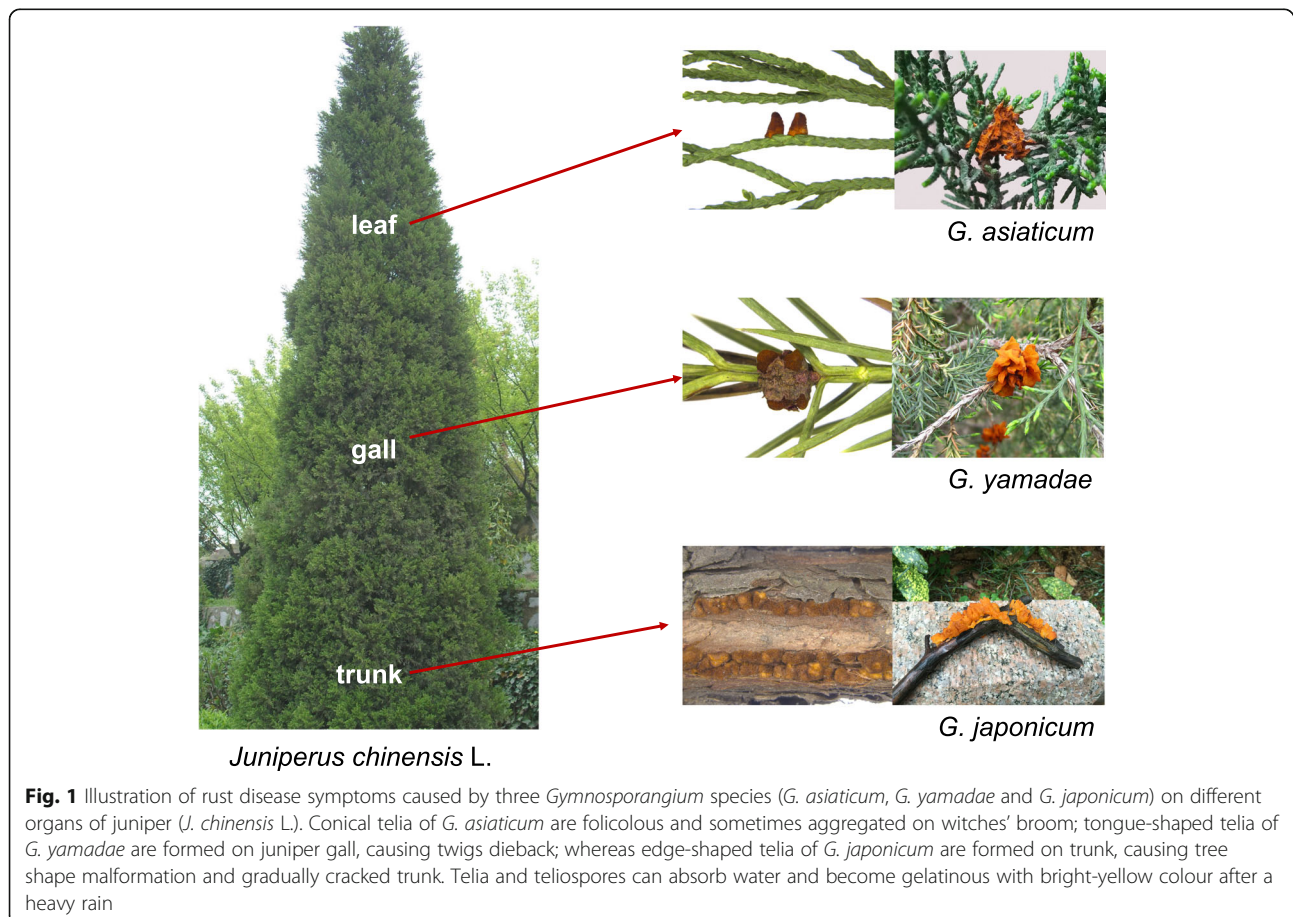 leaf
G. asiaticum
gall
G. yamadae
trunk
G. japonicum
Juniperus chinensis L.
Fig. 1 Illustration of rust disease symptoms caused by three Gymnosporangium species (G. asiaticum, G. yamadae and G. japonicum) on different
organs of juniper (J. chinensis L.). Conical telia of G. asiaticum are folicolous and sometimes aggregated on witches’ broom; tongue-shaped telia of
G. yamadae are formed on juniper gall, causing twigs dieback; whereas edge-shaped telia of G. japonicum are formed on trunk, causing tree
shape malformation and gradually cracked trunk. Telia and teliospores can absorb water and become gelatinous with bright-yellow colour after a
heavy rain